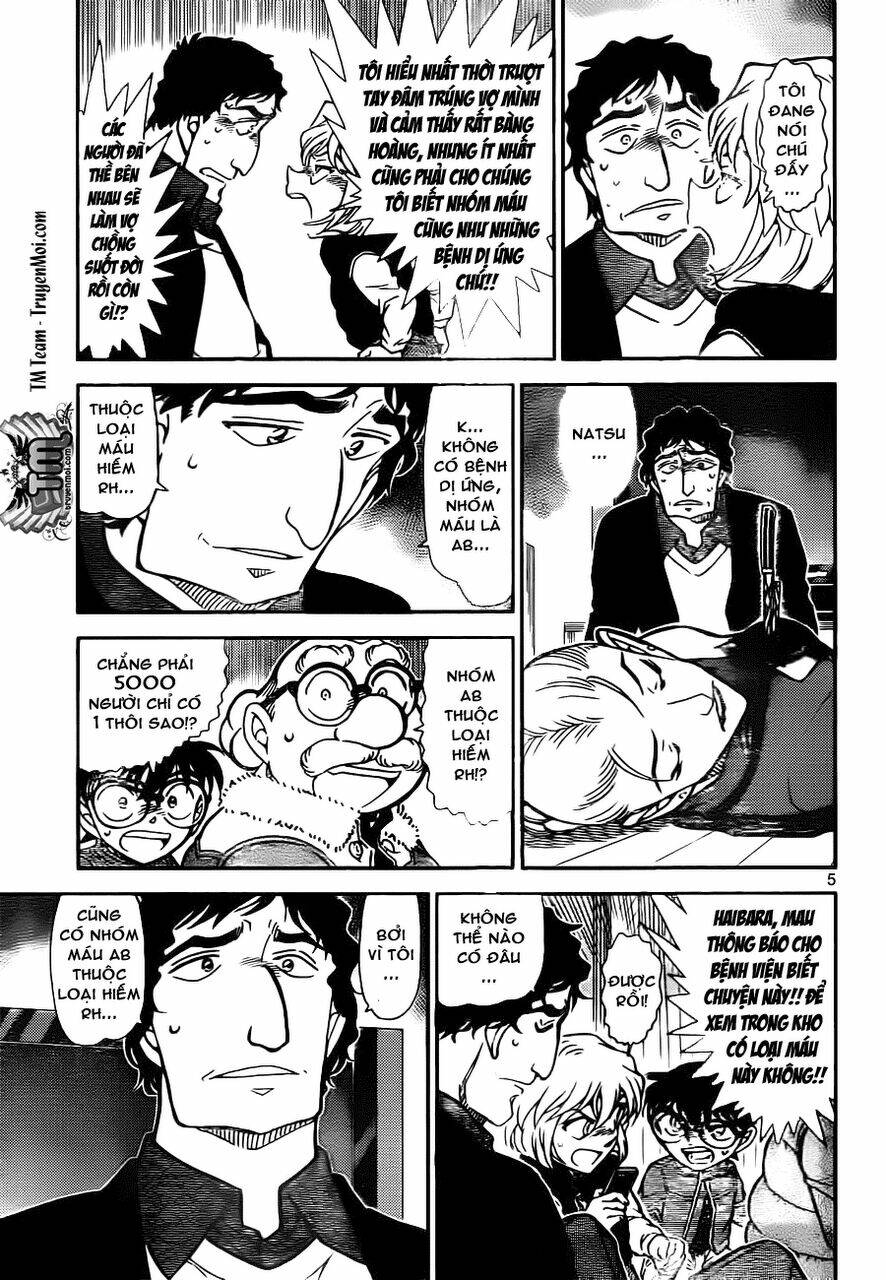 TÔI
ĐANG
NÓI
CHÚ
ĐẤY
...
TÔI HIỂU NHẤT THỜI TRƯỢT
TAY ĐÂM TRÚNG VỢ MÌNH
VÀ CẢM THẤY RẤT BÀNG
HOÀNG, NHƯNG ÍT NHẤT
CŨNG PHẢI CHO CHÚNG
TÔI BIẾT NHÓM MÁU
CŨNG NHƯ NHỮNG
BỆNH DỊ ỨNG
CHỨ!!
CÁC
NGƯỜI ĐÃ
THỀ BÊN
NHAU SẼ
LÀM VỢ
CHỒNG
SUỐT ĐỜI
RỒI CÒN
GÌ!?
TM Team - TruyenMoi.com
TM
truyenmoi.com
NATSU
...
K...
KHÔNG
CÓ BỆNH
DỊ ỨNG,
NHÓM
MÁU LÀ
AB...
THUỘC
LOẠI
MÁU
HIẾM
RH...
NHÓM
AB
THUỘC
LOẠI
HIẾM
RH!?
CHẲNG PHẢI
5000
NGƯỜI CHỈ CÓ
1 THÔI SAO!?
5
HAIBARA, MAU
THÔNG BÁO CHO
BỆNH VIỆN BIẾT
CHUYỆN NÀY!! ĐỂ
XEM TRONG KHO
CÓ LOẠI MÁU
NÀY KHÔNG!!
ĐƯỢC
RỒI!
KHÔNG
THỂ NÀO
CÓ ĐÂU
...
BỞI
VÌ TÔI
...
CŨNG
CÓ NHÓM
MÁU AB
THUỘC
LOẠI HIẾM
RH...